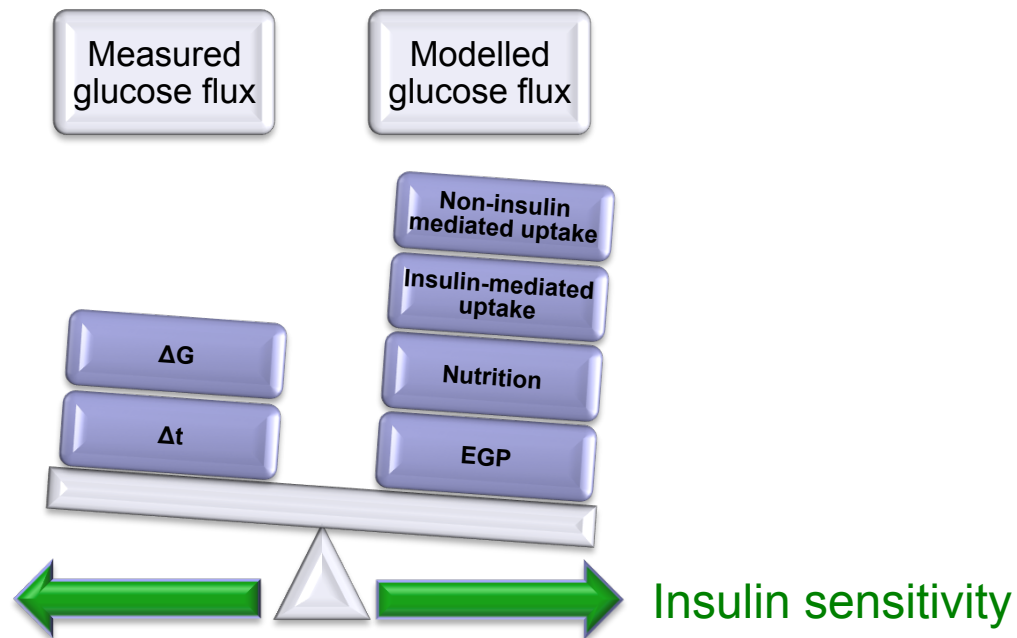 Measured
glucose flux
Modelled
glucose flux
Non-insulin
mediated uptake
Insulin-mediated
uptake
ΔG
Nutrition
Δt
EGP
Insulin sensitivity